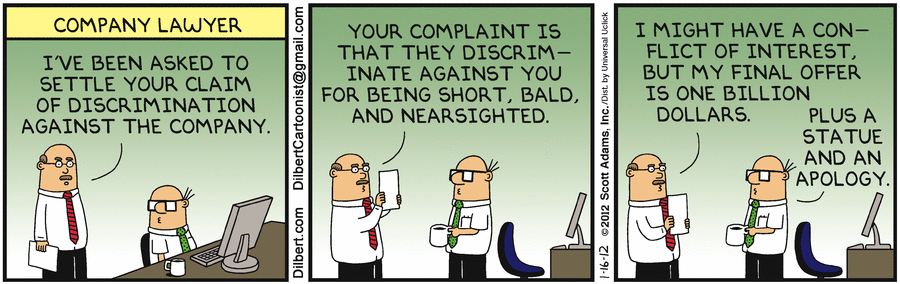 COMPANY LAWYER
I'VE BEEN ASKED TO
SETTLE YOUR CLAIM
OF DISCRIMINATION
AGAINST THE COMPANY.
Dilbert.com DilbertCartoonist@gmail.com
YOUR COMPLAINT IS
THAT THEY DISCRIM-
INATE AGAINST YOU
FOR BEING SHORT, BALD,
AND NEARSIGHTED.
1-16-12 ©2012 Scott Adams, Inc. /Dist. by Universal Uclick
I MIGHT HAVE A CON-
FLICT OF INTEREST,
BUT MY FINAL OFFER
IS ONE BILLION
DOLLARS.
PLUS A
STATUE
AND AN
APOLOGY.